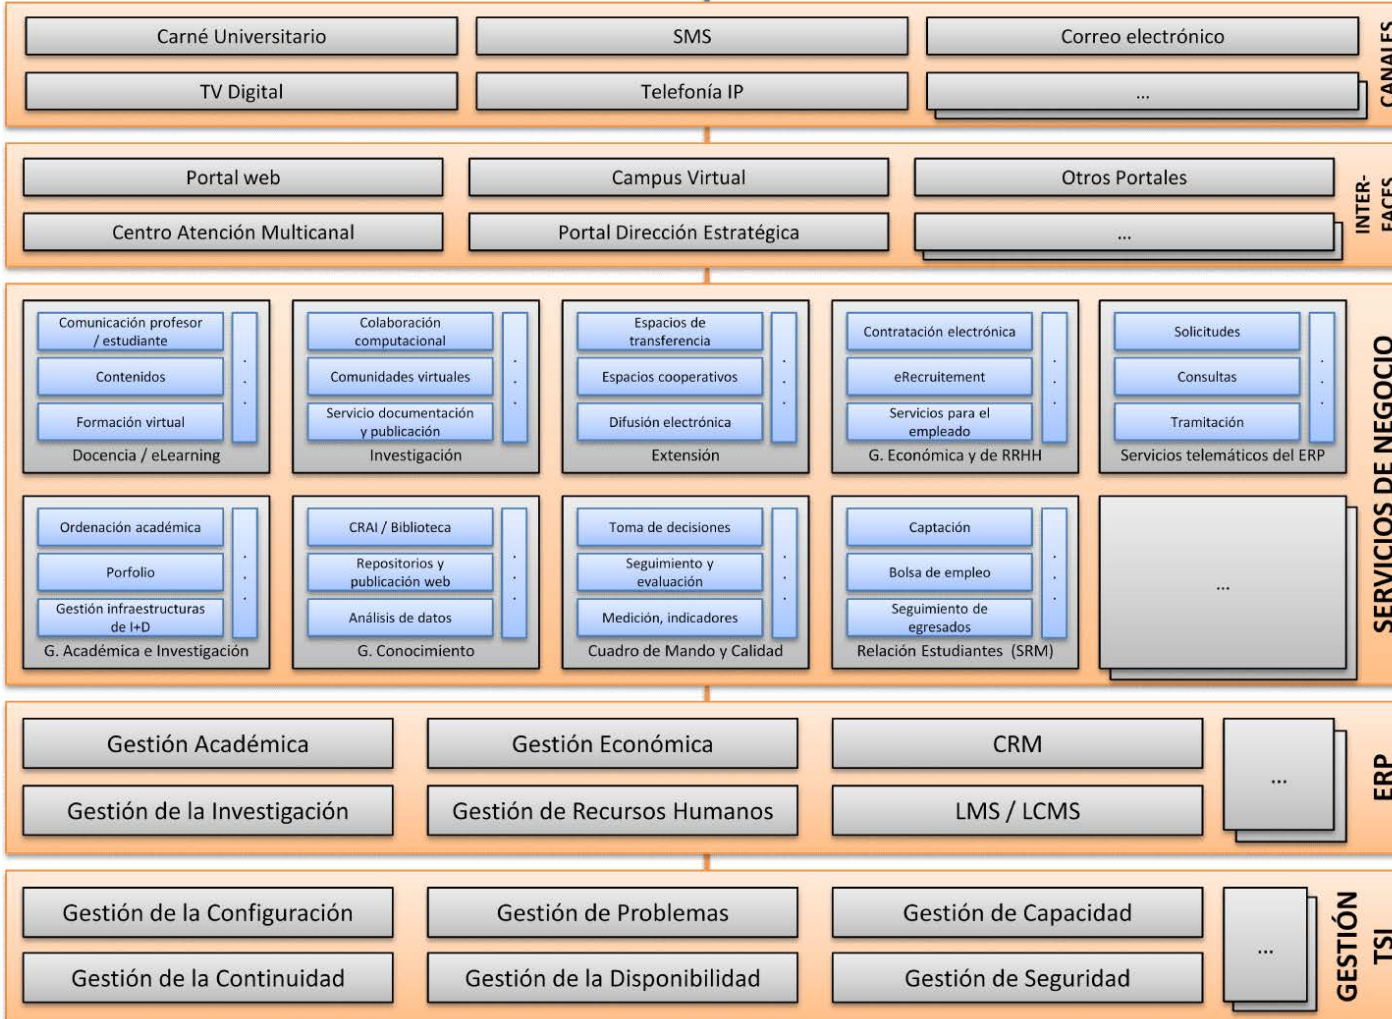 Carné Universitario
SMS
Correo electrónico
TV Digital
Telefonía IP
...
CANALES
Portal web
Campus Virtual
Otros Portales
Centro Atención Multicanal
Portal Dirección Estratégica
...
INTER-
FACES
Comunicación profesor
/ estudiante
Contenidos
Formación virtual
. . .
Docencia / eLearning
Colaboración
computacional
Comunidades virtuales
Servicio documentación
y publicación
. . .
Investigación
Espacios de
transferencia
Espacios cooperativos
Difusión electrónica
. . .
Extensión
Contratación electrónica
eRecruitement
Servicios para el
empleado
. . .
G. Económica y de RRHH
Solicitudes
Consultas
Tramitación
. . .
Servicios telemáticos del ERP
Ordenación académica
Porfolio
Gestión infraestructuras
de I+D
. . .
G. Académica e Investigación
CRAI / Biblioteca
Repositorios y
publicación web
Análisis de datos
. . .
G. Conocimiento
Toma de decisiones
Seguimiento y
evaluación
Medición, indicadores
. . .
Cuadro de Mando y Calidad
Captación
Bolsa de empleo
Seguimiento de
egresados
. . .
Relación Estudiantes (SRM)
...
SERVICIOS DE NEGOCIO
Gestión Académica
Gestión Económica
CRM
...
Gestión de la Investigación
Gestión de Recursos Humanos
LMS / LCMS
ERP
Gestión de la Configuración
Gestión de Problemas
Gestión de Capacidad
...
Gestión de la Continuidad
Gestión de la Disponibilidad
Gestión de Seguridad
GESTIÓN
TSI